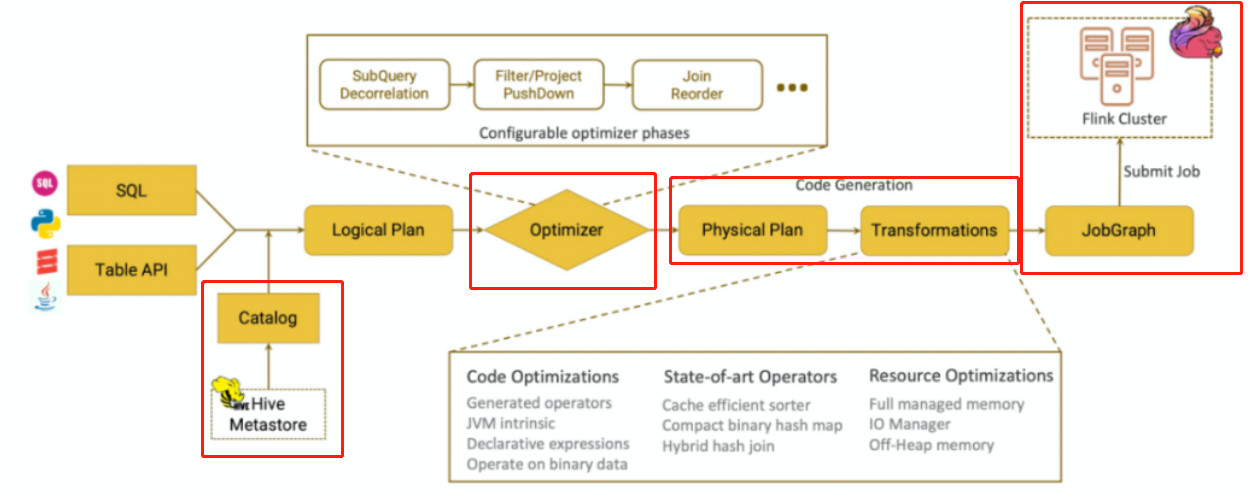 SubQuery
Decorrelation
Filter/Project
PushDown
Join
Reorder
Configurable optimizer phases
Flink Cluster
Submit Job
SQL
SQL
Table API
Logical Plan
Optimizer
Code Generation
Physical Plan
Transformations
JobGraph
Catalog
HIVE
Hive
Metastore
Code Optimizations
Generated operators
JVM intrinsic
Declarative expressions
Operate on binary data
State-of-art Operators
Cache efficient sorter
Compact binary hash map
Hybrid hash join
Resource Optimizations
Full managed memory
IO Manager
Off-Heap memory